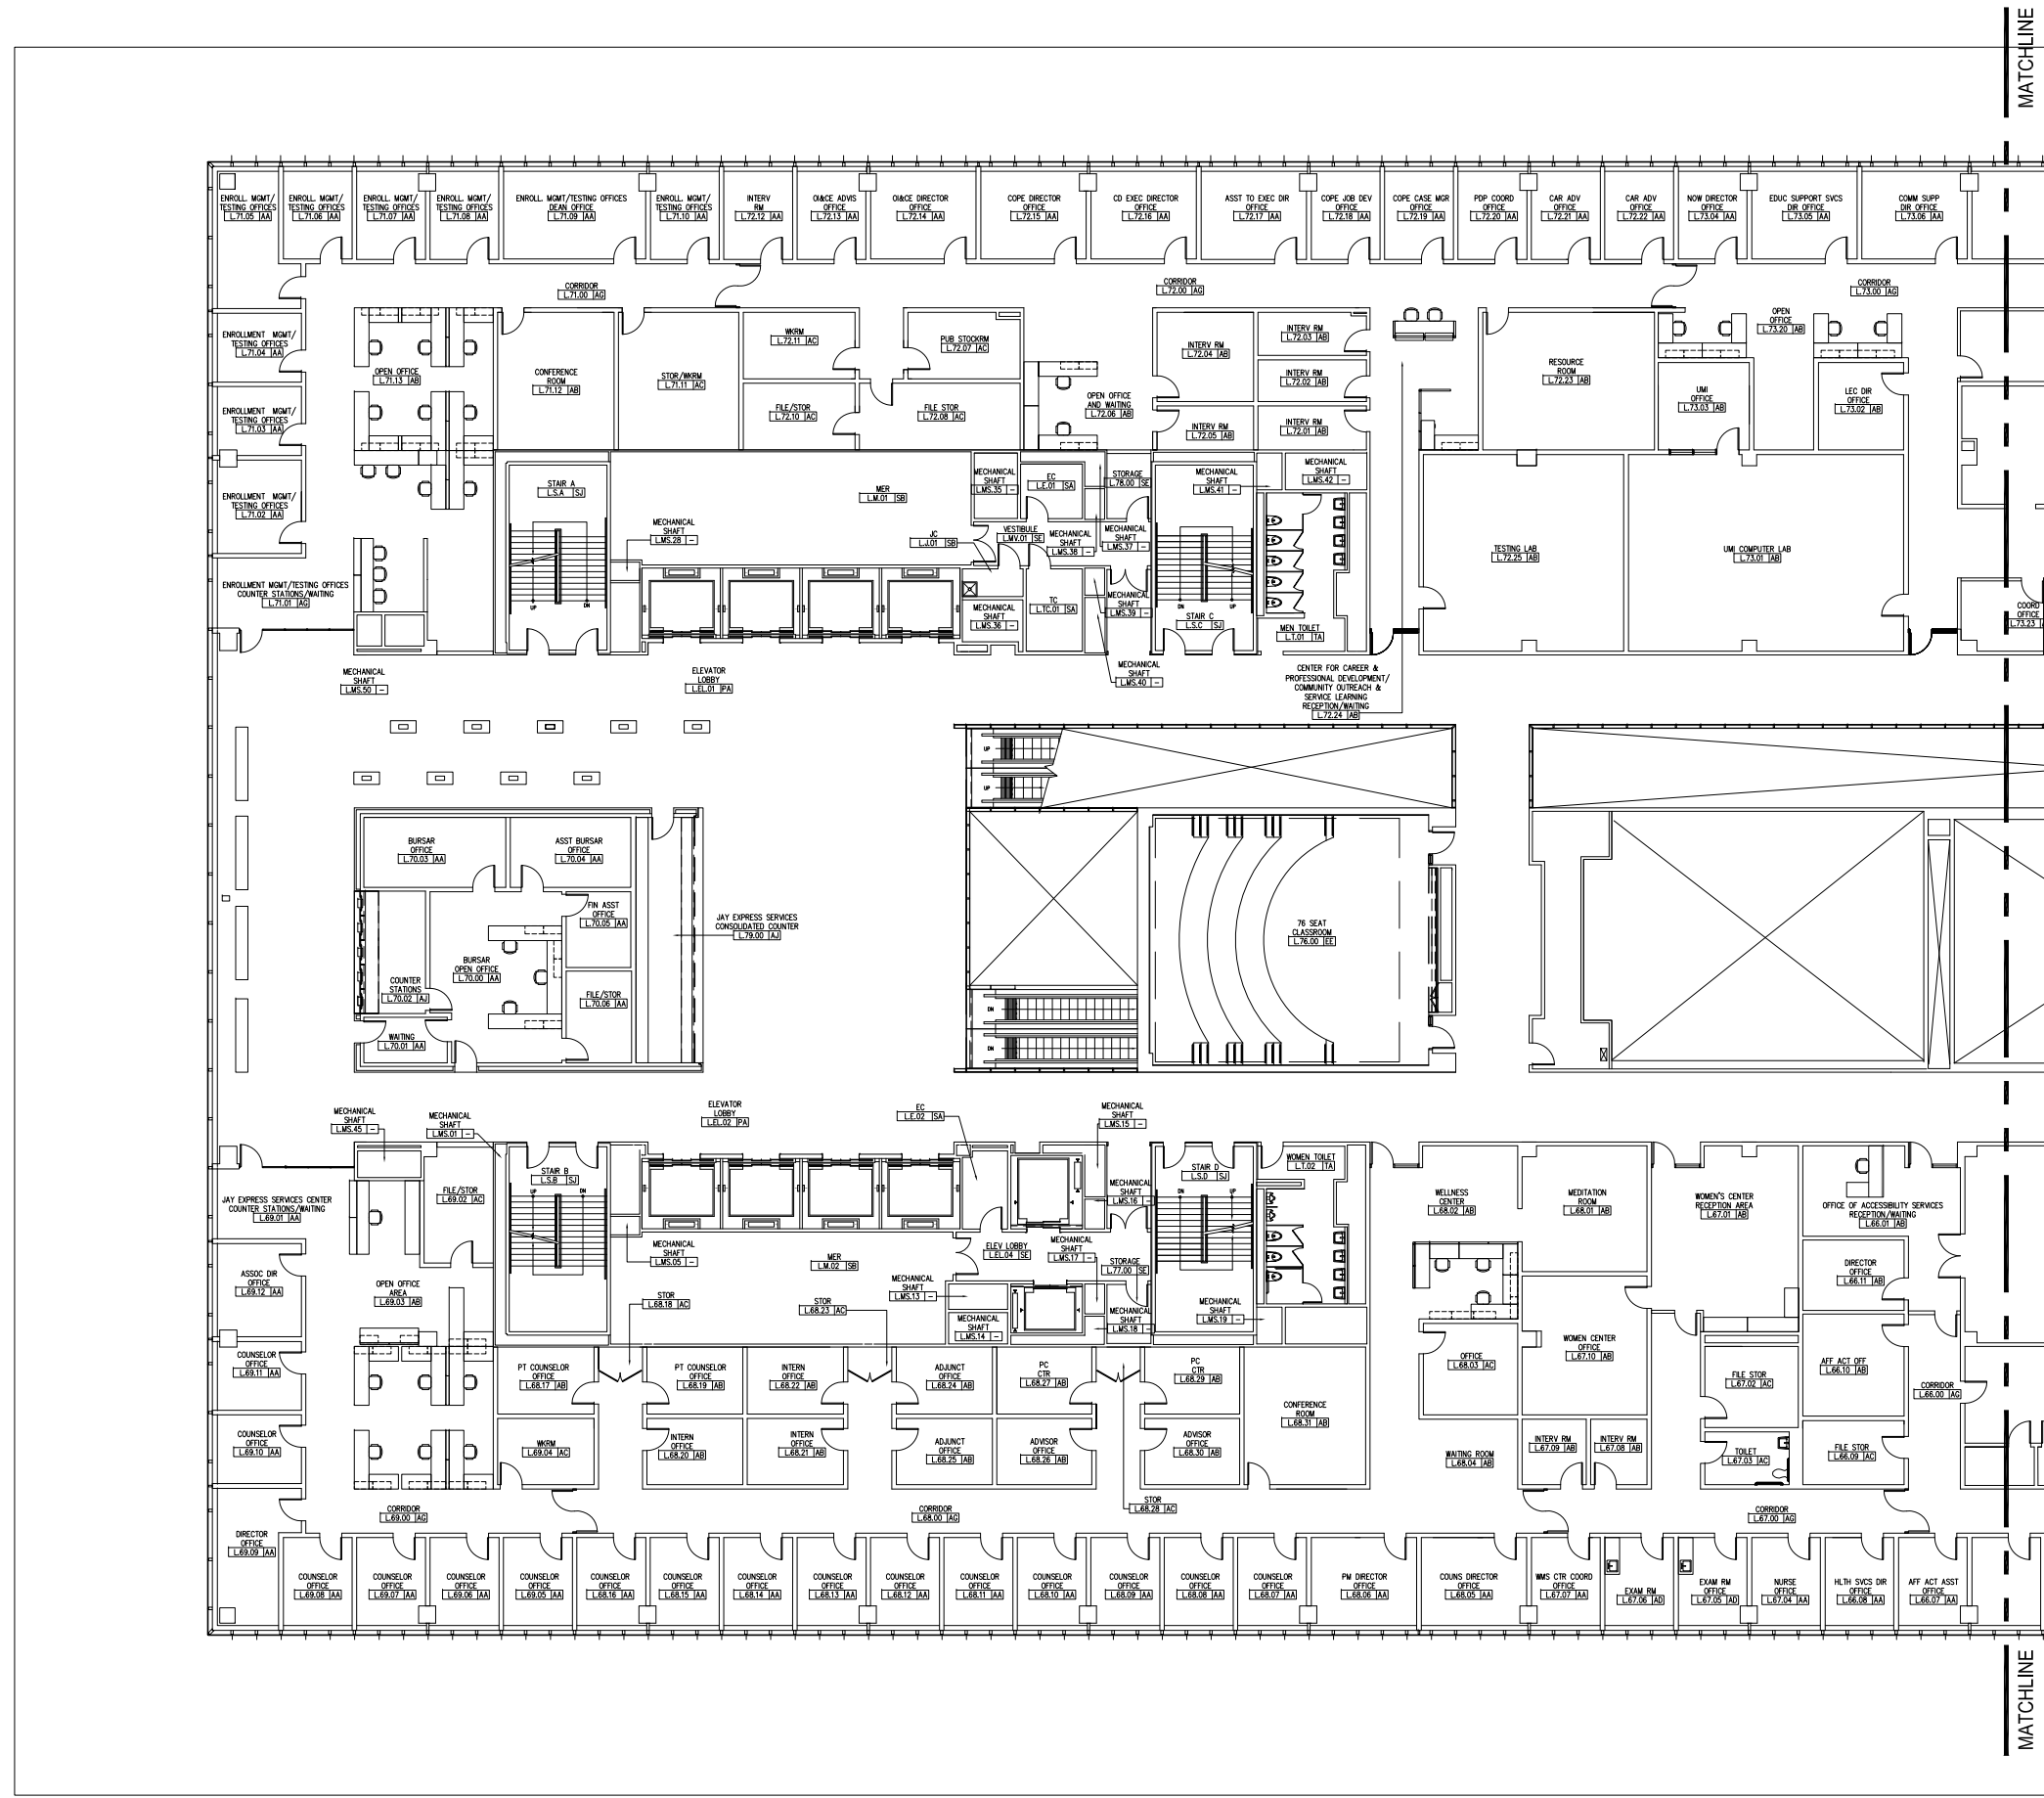 MATCHLINE
ENROLL. MGMT/
TESTING OFFICES
L.71.05 AA
ENROLL. MGMT/
TESTING OFFICES
L.71.06 AA
ENROLL. MGMT/
TESTING OFFICES
L.71.07 AA
ENROLL. MGMT/
TESTING OFFICES
L.71.08 AA
ENROLL. MGMT/TESTING OFFICES
DEAN OFFICE
L.71.09 AA
ENROLL. MGMT/
TESTING OFFICES
L.71.10 AA
INTERV
RM
L.72.12 AA
OI&CE ADVIS
OFFICE
L.72.13 AA
OI&CE DIRECTOR
OFFICE
L.72.14 AA
COPE DIRECTOR
OFFICE
L.72.15 AA
CD EXEC DIRECTOR
OFFICE
L.72.16 AA
ASST TO EXEC DIR
OFFICE
L.72.17 AA
COPE JOB DEV
OFFICE
L.72.18 AA
COPE CASE MGR
OFFICE
L.72.19 AA
PDP COORD
OFFICE
L.72.20 AA
CAR ADV
OFFICE
L.72.21 AA
CAR ADV
OFFICE
L.72.22 AA
NOW DIRECTOR
OFFICE
L.73.04 AA
EDUC SUPPORT SVCS
DIR OFFICE
L.73.05 AA
COMM SUPP
DIR OFFICE
L.73.06 AA
CORRIDOR
L.71.00 AG
CORRIDOR
L.72.00 AG
CORRIDOR
L.73.00 AG
ENROLLMENT MGMT/
TESTING OFFICES
L.71.04 AA
OPEN OFFICE
L.71.13 AB
CONFERENCE
ROOM
L.71.12 AB
STOR/WKRM
L.71.11 AC
WKRM
L.72.11 AC
PUB STOCKRM
L.72.07 AC
INTERV RM
L.72.04 AB
INTERV RM
L.72.03 AB
INTERV RM
L.72.02 AB
RESOURCE
ROOM
L.72.23 AB
OPEN
OFFICE
L.73.20 AB
UMI
OFFICE
L.73.03 AB
LEC DIR
OFFICE
L.73.02 AB
ENROLLMENT MGMT/
TESTING OFFICES
L.71.03 AA
FILE/STOR
L.72.10 AC
FILE STOR
L.72.08 AC
OPEN OFFICE
AND WAITING
L.72.06 AB
INTERV RM
L.72.05 AB
INTERV RM
L.72.01 AB
ENROLLMENT MGMT/
TESTING OFFICES
L.71.02 AA
STAIR A
L.S.A SJ
MER
L.M.01 SB
MECHANICAL
SHAFT
L.MS.35 -
EC
L.E.01 SA
STORAGE
L.78.00 SE
MECHANICAL
SHAFT
L.MS.41 -
MECHANICAL
SHAFT
L.MS.42 -
MECHANICAL
SHAFT
L.MS.28 -
JC
L.J.01 SB
VESTIBULE
L.MV.01 SE
MECHANICAL
SHAFT
L.MS.38 -
MECHANICAL
SHAFT
L.MS.37 -
TESTING LAB
L.72.25 AB
UMI COMPUTER LAB
L.73.01 AB
ENROLLMENT MGMT/TESTING OFFICES
COUNTER STATIONS/WAITING
L.71.01 AG
UP
DN
MECHANICAL
SHAFT
L.MS.36 -
TC
L.TC.01 SA
MECHANICAL
SHAFT
L.MS.39 -
DN
UP
STAIR C
L.S.C SJ
MEN TOILET
L.T.01 TA
COORD
OFFICE
L.73.23
MECHANICAL
SHAFT
L.MS.50 -
ELEVATOR
LOBBY
L.EL.01 PA
MECHANICAL
SHAFT
L.MS.40 -
CENTER FOR CAREER &
PROFESSIONAL DEVELOPMENT/
COMMUNITY OUTREACH &
SERVICE LEARNING
RECEPTION/WAITING
L.72.24 AB
UP
UP
BURSAR
OFFICE
L.70.03 AA
ASST BURSAR
OFFICE
L.70.04 AA
FIN ASST
OFFICE
L.70.05 AA
JAY EXPRESS SERVICES
CONSOLIDATED COUNTER
L.79.00 AJ
76 SEAT
CLASSROOM
L.76.00 EE
BURSAR
OPEN OFFICE
L.70.00 AA
COUNTER
STATIONS
L.70.02 AJ
FILE/STOR
L.70.06 AA
WAITING
L.70.01 AA
DN
DN
MECHANICAL
SHAFT
L.MS.45 -
MECHANICAL
SHAFT
L.MS.01 -
ELEVATOR
LOBBY
L.EL.02 PA
EC
L.E.02 SA
MECHANICAL
SHAFT
L.MS.15 -
JAY EXPRESS SERVICES CENTER
COUNTER STATIONS/WAITING
L.69.01 AA
FILE/STOR
L.69.02 AC
STAIR B
L.S.B SJ
UP
DN
MECHANICAL
SHAFT
L.MS.16 -
STAIR D
L.S.D SJ
DN
UP
WOMEN TOILET
L.T.02 TA
WELLNESS
CENTER
L.68.02 AB
MEDITATION
ROOM
L.68.01 AB
WOMEN'S CENTER
RECEPTION AREA
L.67.01 AB
OFFICE OF ACCESSIBILITY SERVICES
RECEPTION/WAITING
L.66.01 AB
ASSOC DIR
OFFICE
L.69.12 AA
OPEN OFFICE
AREA
L.69.03 AB
MECHANICAL
SHAFT
L.MS.05 -
MER
L.M.02 SB
ELEV LOBBY
L.EL.04 SE
MECHANICAL
SHAFT
L.MS.17 -
STORAGE
L.77.00 SE
DIRECTOR
OFFICE
L.66.11 AB
STOR
L.68.18 AC
STOR
L.68.23 AC
MECHANICAL
SHAFT
L.MS.13 -
MECHANICAL
SHAFT
L.MS.14 -
MECHANICAL
SHAFT
L.MS.18 -
MECHANICAL
SHAFT
L.MS.19 -
COUNSELOR
OFFICE
L.69.11 AA
PT COUNSELOR
OFFICE
L.68.17 AB
PT COUNSELOR
OFFICE
L.68.19 AB
INTERN
OFFICE
L.68.22 AB
ADJUNCT
OFFICE
L.68.24 AB
PC
CTR
L.68.27 AB
PC
CTR
L.68.29 AB
OFFICE
L.68.03 AC
WOMEN CENTER
OFFICE
L.67.10 AB
FILE STOR
L.67.02 AC
AFF ACT OFF
L.66.10 AB
CORRIDOR
L.66.00 AG
COUNSELOR
OFFICE
L.69.10 AA
WKRM
L.69.04 AC
INTERN
OFFICE
L.68.20 AB
INTERN
OFFICE
L.68.21 AB
ADJUNCT
OFFICE
L.68.25 AB
ADVISOR
OFFICE
L.68.26 AB
ADVISOR
OFFICE
L.68.30 AB
CONFERENCE
ROOM
L.68.31 AB
WAITING ROOM
L.68.04 AB
INTERV RM
L.67.09 AB
INTERV RM
L.67.08 AB
TOILET
L.67.03 AC
FILE STOR
L.66.09 AC
DIRECTOR
OFFICE
L.69.09 AA
CORRIDOR
L.69.00 AG
CORRIDOR
L.68.00 AG
STOR
L.68.28 AC
CORRIDOR
L.67.00 AG
COUNSELOR
OFFICE
L.69.08 AA
COUNSELOR
OFFICE
L.69.07 AA
COUNSELOR
OFFICE
L.69.06 AA
COUNSELOR
OFFICE
L.69.05 AA
COUNSELOR
OFFICE
L.68.16 AA
COUNSELOR
OFFICE
L.68.15 AA
COUNSELOR
OFFICE
L.68.14 AA
COUNSELOR
OFFICE
L.68.13 AA
COUNSELOR
OFFICE
L.68.12 AA
COUNSELOR
OFFICE
L.68.11 AA
COUNSELOR
OFFICE
L.68.10 AA
COUNSELOR
OFFICE
L.68.09 AA
COUNSELOR
OFFICE
L.68.08 AA
COUNSELOR
OFFICE
L.68.07 AA
PM DIRECTOR
OFFICE
L.68.06 AA
COUNS DIRECTOR
OFFICE
L.68.05 AA
WMS CTR COORD
OFFICE
L.67.07 AA
EXAM RM
L.67.06 AD
EXAM RM
OFFICE
L.67.05 AD
NURSE
OFFICE
L.67.04 AA
HLTH SVCS DIR
OFFICE
L.66.08 AA
AFF ACT ASST
OFFICE
L.66.07 AA
MATCHLINE